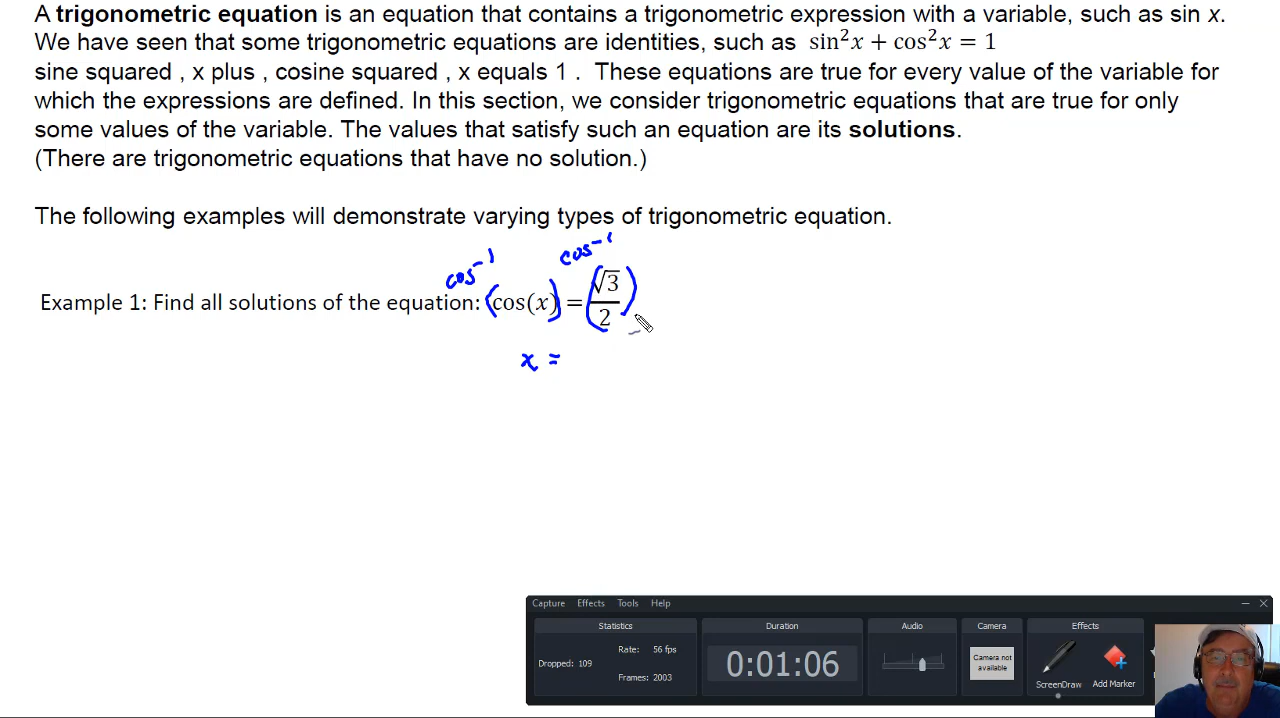 A trigonometric equation is an equation that contains a trigonometric expression with a variable, such as sin x.
We have seen that some trigonometric equations are identities, such as sin²x + cos²x = 1
sine squared , x plus , cosine squared , x equals 1 . These equations are true for every value of the variable for
which the expressions are defined. In this section, we consider trigonometric equations that are true for only
some values of the variable. The values that satisfy such an equation are its solutions.
(There are trigonometric equations that have no solution.)
The following examples will demonstrate varying types of trigonometric equation.
cos⁻¹ cos⁻¹
Example 1: Find all solutions of the equation: (cos(x)) = (√3/2)
x =
Capture Effects Tools Help
Statistics Duration Audio Camera Effects
Rate: 56 fps
Dropped: 109
Frames: 2003
0:01:06
Camera not
available
ScreenDraw Add Marker